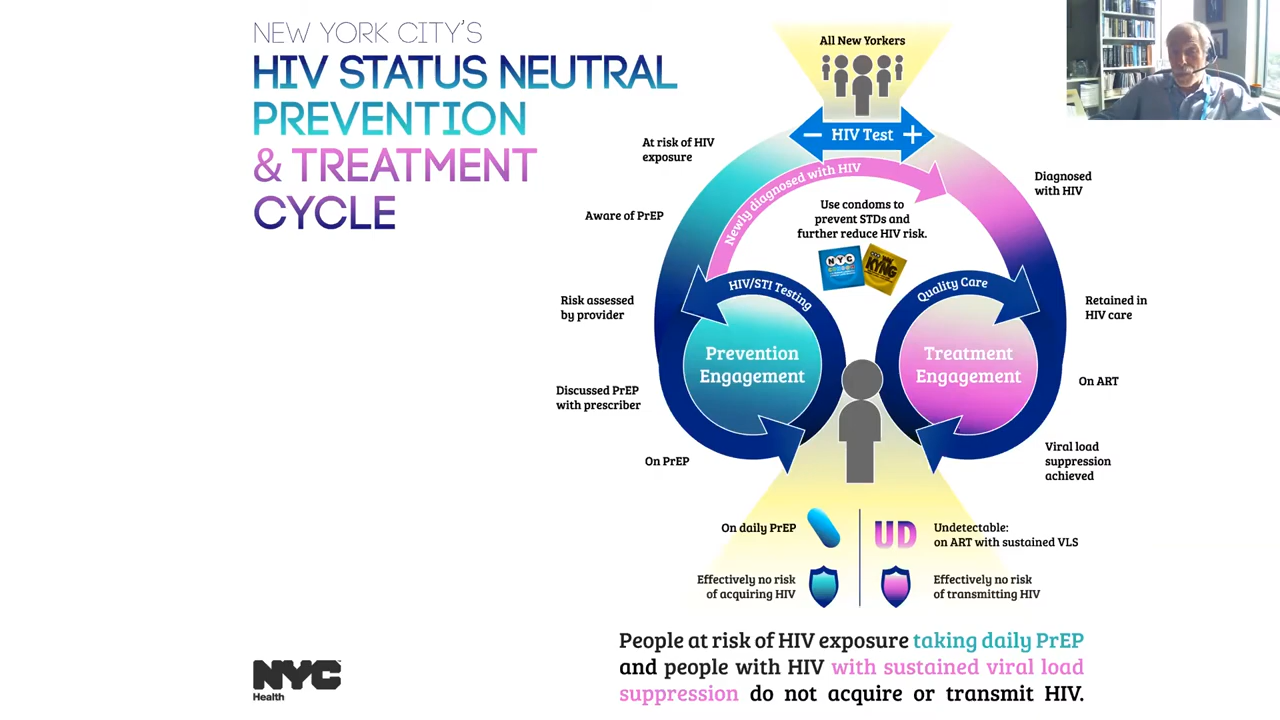 NEW YORK CITY'S
HIV STATUS NEUTRAL
PREVENTION
& TREATMENT
CYCLE
All New Yorkers
− HIV Test +
At risk of HIV
exposure
Aware of PrEP
Risk assessed
by provider
Discussed PrEP
with prescriber
On PrEP
Newly diagnosed with HIV
Use condoms to
prevent STDs and
further reduce HIV risk.
NYC
KYNG
HIV/STI Testing
Prevention
Engagement
Quality Care
Treatment
Engagement
Diagnosed
with HIV
Retained in
HIV care
On ART
Viral load
suppression
achieved
On daily PrEP
Effectively no risk
of acquiring HIV
UD
Undetectable:
on ART with sustained VLS
Effectively no risk
of transmitting HIV
People at risk of HIV exposure taking daily PrEP
and people with HIV with sustained viral load
suppression do not acquire or transmit HIV.
NYC
Health